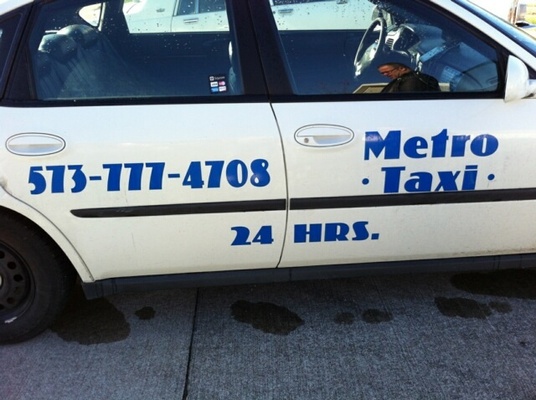 573-777-4708
Metro
· Taxi ·
24 HRS.